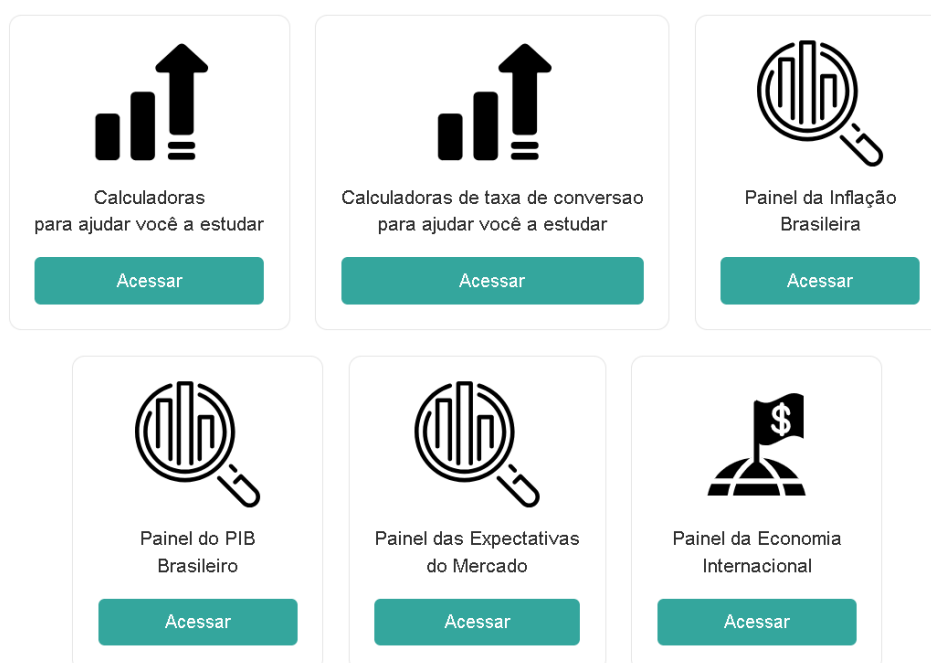 Calculadoras
para ajudar você a estudar
Acessar
Calculadoras de taxa de conversao
para ajudar você a estudar
Acessar
Painel da Inflação
Brasileira
Acessar
Painel do PIB
Brasileiro
Acessar
Painel das Expectativas
do Mercado
Acessar
$
Painel da Economia
Internacional
Acessar